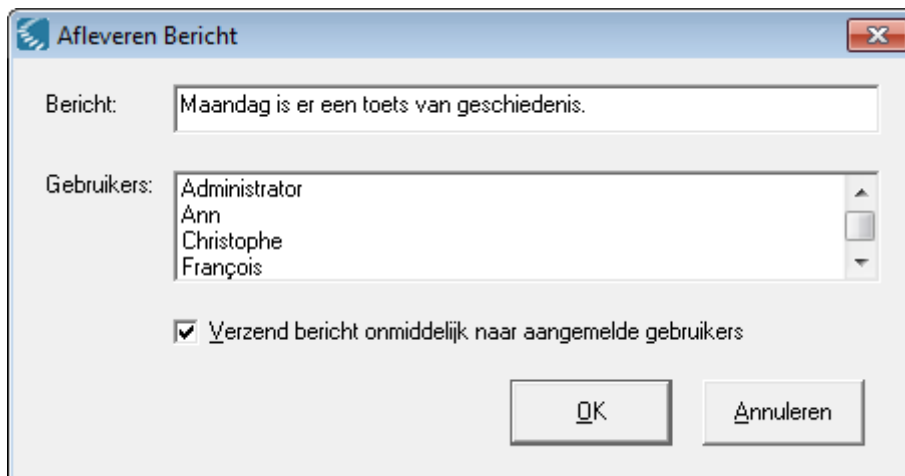 Afleveren Bericht
Bericht:
Maandag is er een toets van geschiedenis.
Gebruikers:
Administrator
Ann
Christophe
François
Verzend bericht onmiddelijk naar aangemelde gebruikers
OK
Annuleren